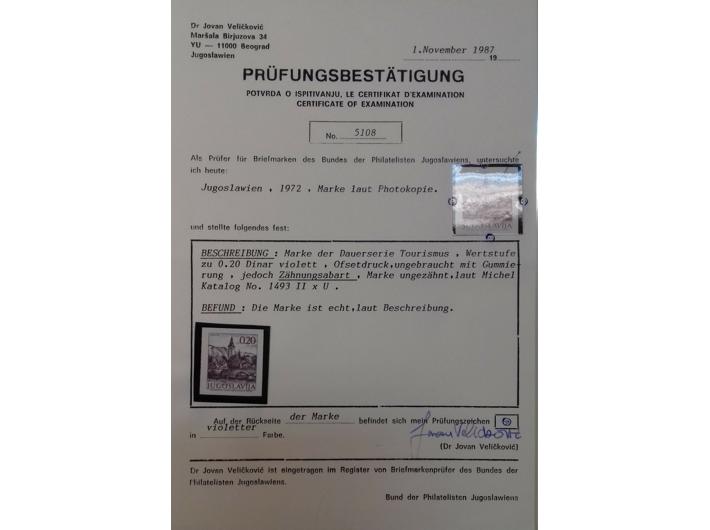 Dr Jovan Veličković
Maršala Birjuzova 34
YU — 11000 Beograd
Jugoslawien
1.November 1987
19
PRÜFUNGSBESTÄTIGUNG
POTVRDA O ISPITIVANJU, LE CERTIFIKAT D'EXAMINATION
CERTIFICATE OF EXAMINATION
No. 5108
Als Prüfer für Briefmarken des Bundes der Philatelisten Jugoslawiens, untersuchte
ich heute:
Jugoslawien , 1972 , Marke laut Photokopie.
JUGOSLAVIJA
und stellte folgendes fest:
BESCHREIBUNG : Marke der Dauerserie Tourismus , Wertstufe
zu 0.20 Dinar violett , Ofsetdruck,ungebraucht mit Gummie-
rung , jedoch Zähnungsabart , Marke ungezähnt,laut Michel
Katalog No. 1493 II x U .
BEFUND : Die Marke ist echt,laut Beschreibung.
0.20
JUGOSLAVIJA
Auf der Rückseite der Marke befindet sich mein Prüfungszeichen
in violetter Farbe.
Jovan Veličković
(Dr Jovan Veličković)
Dr Jovan Veličković ist eingetragen im Register von Briefmarkenprüfer des Bundes der
Philatelisten Jugoslawiens.
Bund der Philatelisten Jugoslawiens